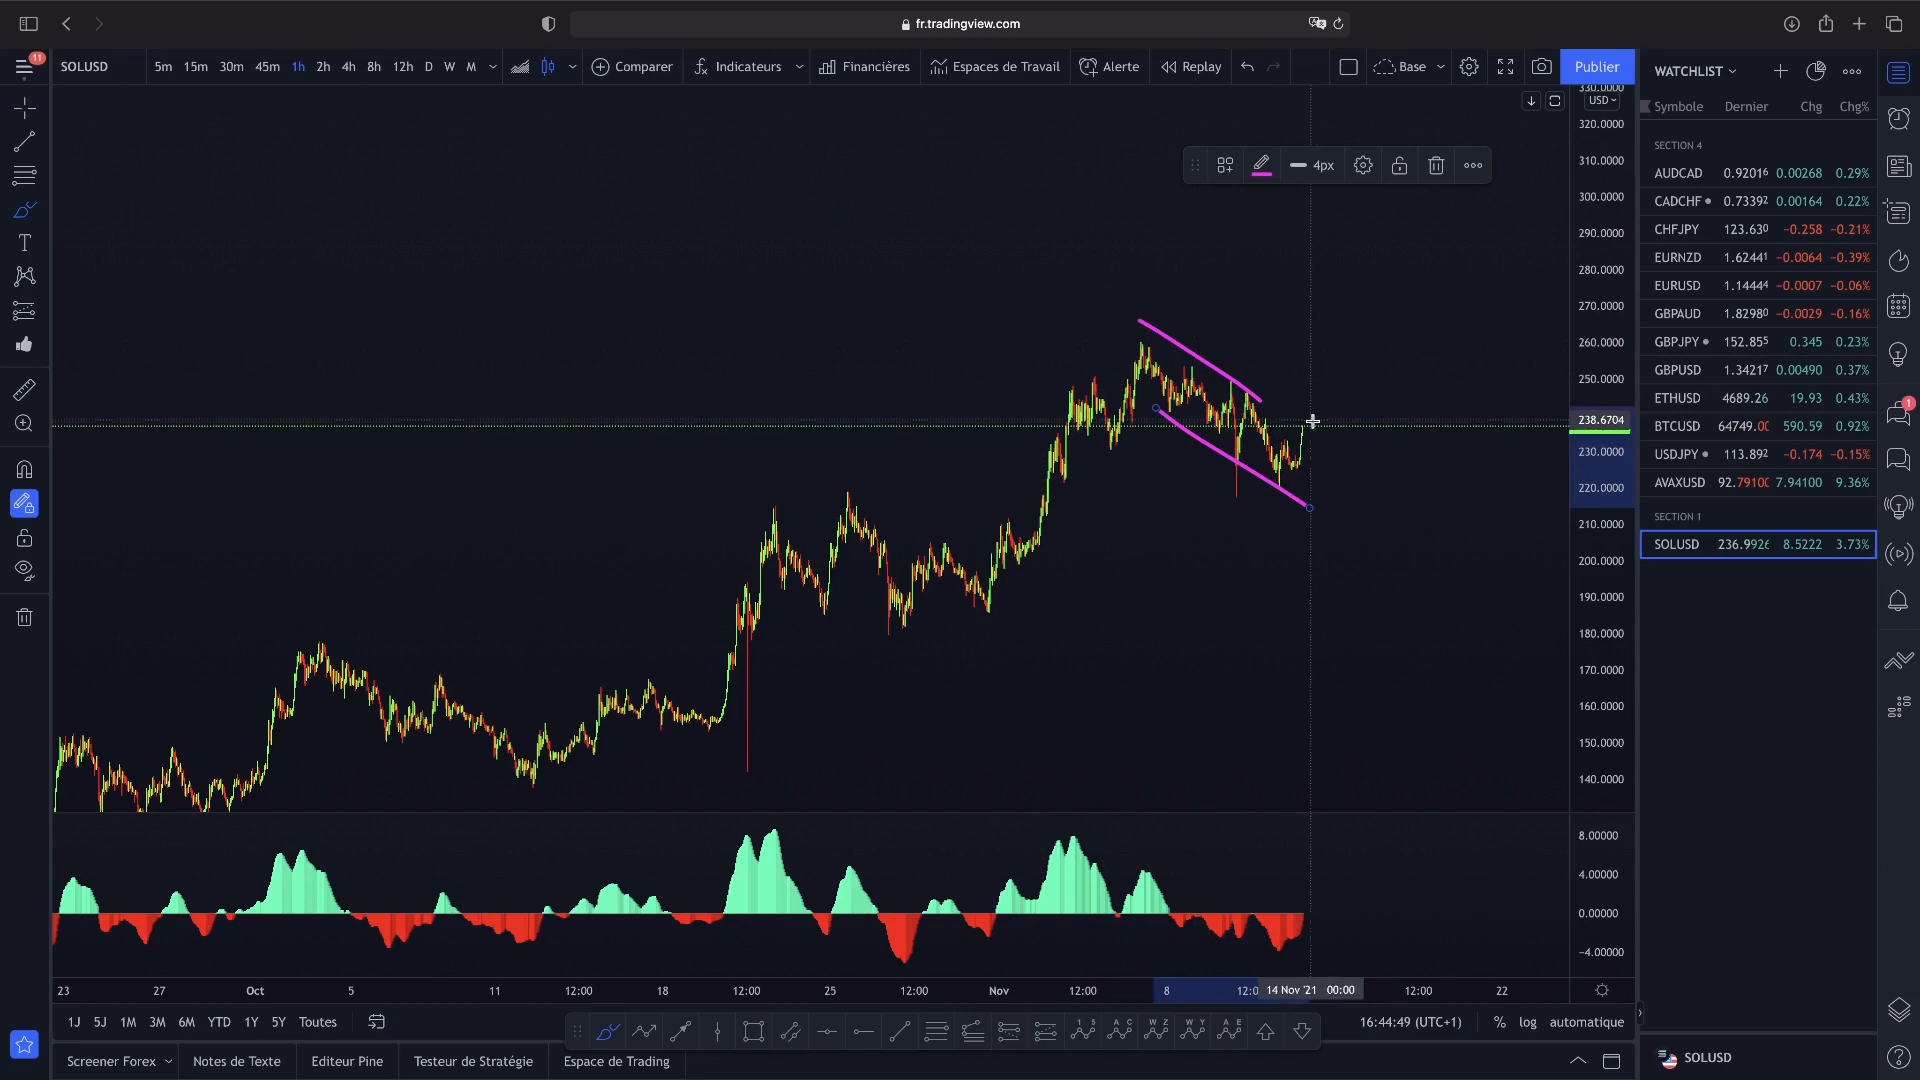 fr.tradingview.com
11
SOLUSD 5m 15m 30m 45m 1h 2h 4h 8h 12h D W M Comparer Indicateurs Financières Espaces de Travail Alerte Replay Base Publier
WATCHLIST
Symbole Dernier Chg Chg%
SECTION 4
AUDCAD 0.92016 0.00268 0.29%
CADCHF 0.73392 0.00164 0.22%
CHFJPY 123.630 −0.258 −0.21%
EURNZD 1.62441 −0.0064 −0.39%
EURUSD 1.14444 −0.0007 −0.06%
GBPAUD 1.82980 −0.0029 −0.16%
GBPJPY 152.855 0.345 0.23%
GBPUSD 1.34217 0.00490 0.37%
ETHUSD 4689.26 19.93 0.43%
BTCUSD 64749.00 590.59 0.92%
USDJPY 113.892 −0.174 −0.15%
AVAXUSD 92.79100 7.94100 9.36%
SECTION 1
SOLUSD 236.9926 8.5222 3.73%
1
4px
330.0000
USD
320.0000
310.0000
300.0000
290.0000
280.0000
270.0000
260.0000
250.0000
238.6704
230.0000
220.0000
210.0000
200.0000
190.0000
180.0000
170.0000
160.0000
150.0000
140.0000
8.00000
4.00000
0.00000
−4.00000
23 27 Oct 5 11 12:00 18 12:00 25 12:00 Nov 12:00 8 12:0 14 Nov '21 00:00 12:00 22
1J 5J 1M 3M 6M YTD 1Y 5Y Toutes
1 5 A C W Z W Y A E
16:44:49 (UTC+1) % log automatique
Screener Forex Notes de Texte Editeur Pine Testeur de Stratégie Espace de Trading
SOLUSD